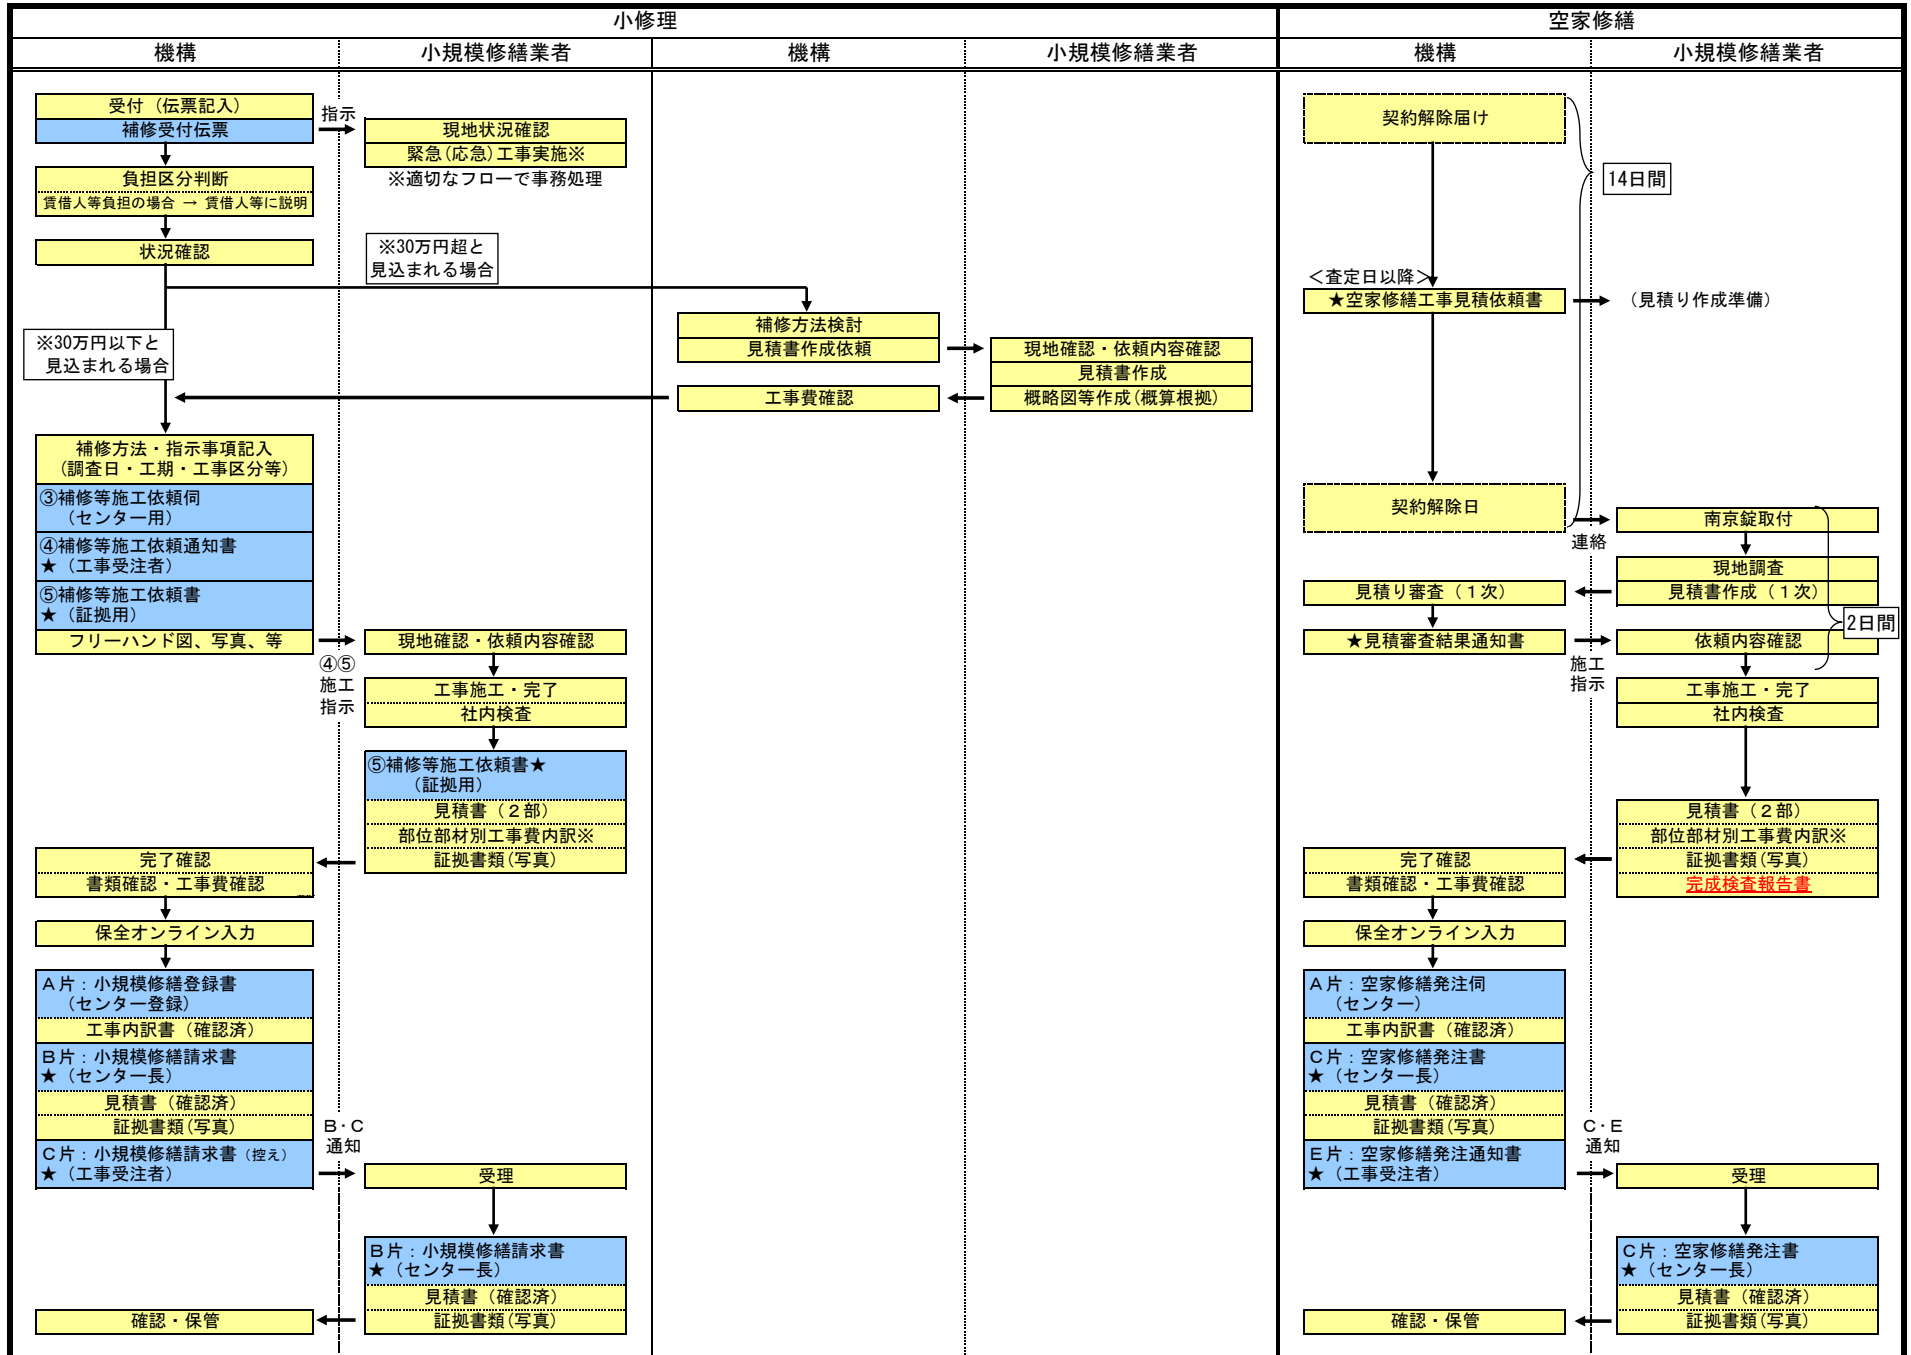 小修理
空家修繕
機構
小規模修繕業者
機構
小規模修繕業者
機構
小規模修繕業者
受付（伝票記入）
補修受付伝票
指示
現地状況確認
緊急(応急)工事実施※
※適切なフローで事務処理
負担区分判断
賃借人等負担の場合 → 賃借人等に説明
状況確認
※30万円超と
見込まれる場合
※30万円以下と
見込まれる場合
補修方法検討
見積書作成依頼
現地確認・依頼内容確認
見積書作成
概略図等作成(概算根拠)
工事費確認
補修方法・指示事項記入
（調査日・工期・工事区分等）
③補修等施工依頼伺
（センター用）
④補修等施工依頼通知書
★（工事受注者）
⑤補修等施工依頼書
★（証拠用）
フリーハンド図、写真、等
④⑤
施工
指示
現地確認・依頼内容確認
工事施工・完了
社内検査
⑤補修等施工依頼書★
（証拠用）
見積書（２部）
部位部材別工事費内訳※
証拠書類(写真)
完了確認
書類確認・工事費確認
保全オンライン入力
Ａ片：小規模修繕登録書
（センター登録）
工事内訳書（確認済）
Ｂ片：小規模修繕請求書
★（センター長）
見積書（確認済）
証拠書類(写真)
Ｃ片：小規模修繕請求書（控え）
★（工事受注者）
Ｂ・Ｃ
通知
受理
Ｂ片：小規模修繕請求書
★（センター長）
見積書（確認済）
証拠書類(写真)
確認・保管
契約解除届け
14日間
＜査定日以降＞
★空家修繕工事見積依頼書
（見積り作成準備）
契約解除日
連絡
南京錠取付
現地調査
見積書作成（１次）
見積り審査（１次）
2日間
★見積審査結果通知書
施工
指示
依頼内容確認
工事施工・完了
社内検査
見積書（２部）
部位部材別工事費内訳※
証拠書類(写真)
完成検査報告書
完了確認
書類確認・工事費確認
保全オンライン入力
Ａ片：空家修繕発注伺
（センター）
工事内訳書（確認済）
Ｃ片：空家修繕発注書
★（センター長）
見積書（確認済）
証拠書類(写真)
Ｅ片：空家修繕発注通知書
★（工事受注者）
Ｃ・Ｅ
通知
受理
Ｃ片：空家修繕発注書
★（センター長）
見積書（確認済）
証拠書類(写真)
確認・保管